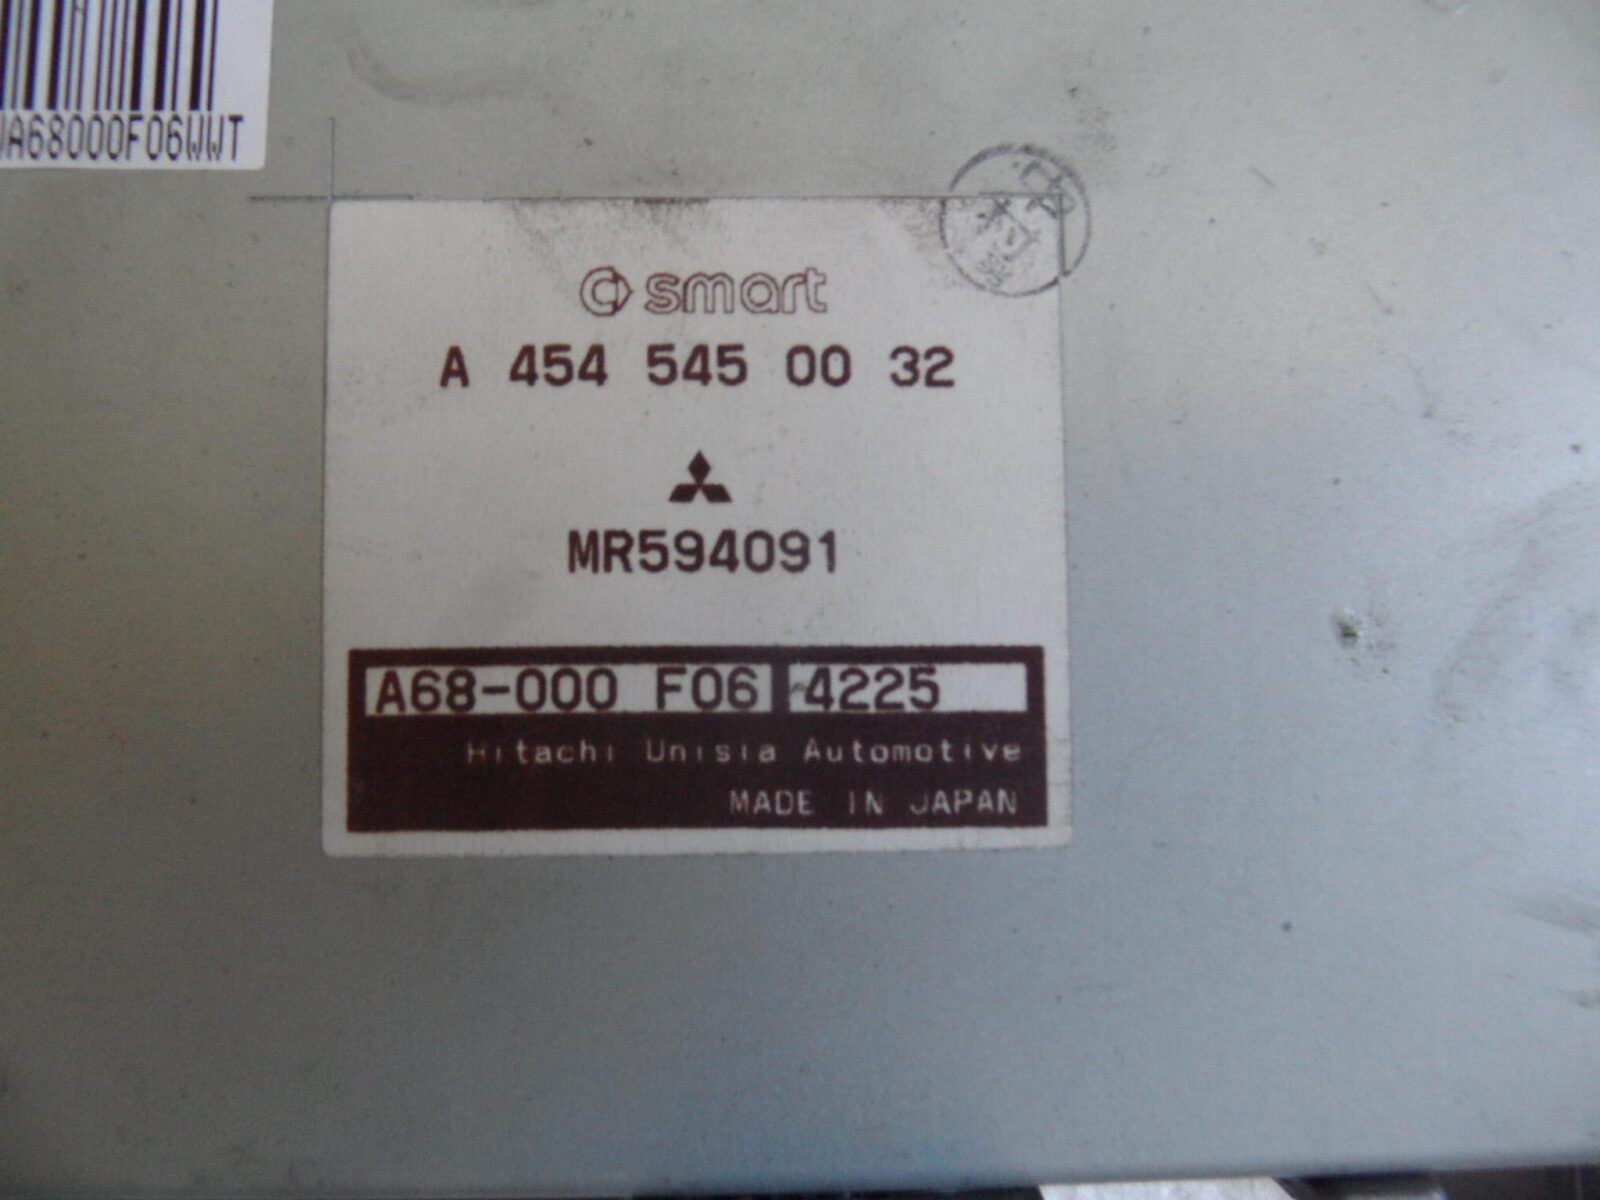 A68000F06WWT
smart
A 454 545 00 32
MR594091
A68-000 F06 4225
Hitachi Unisia Automotive
MADE IN JAPAN